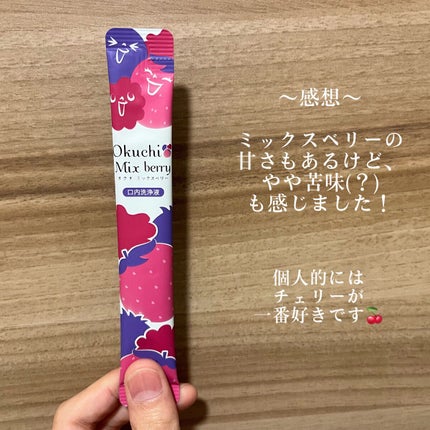 Okuchi
Mix berry
オクチ ミックスベリー
口内洗浄液
～感想～
ミックスベリーの
甘さもあるけど、
やや苦味(？)
も感じました！
個人的には
チェリーが
一番好きです🍒